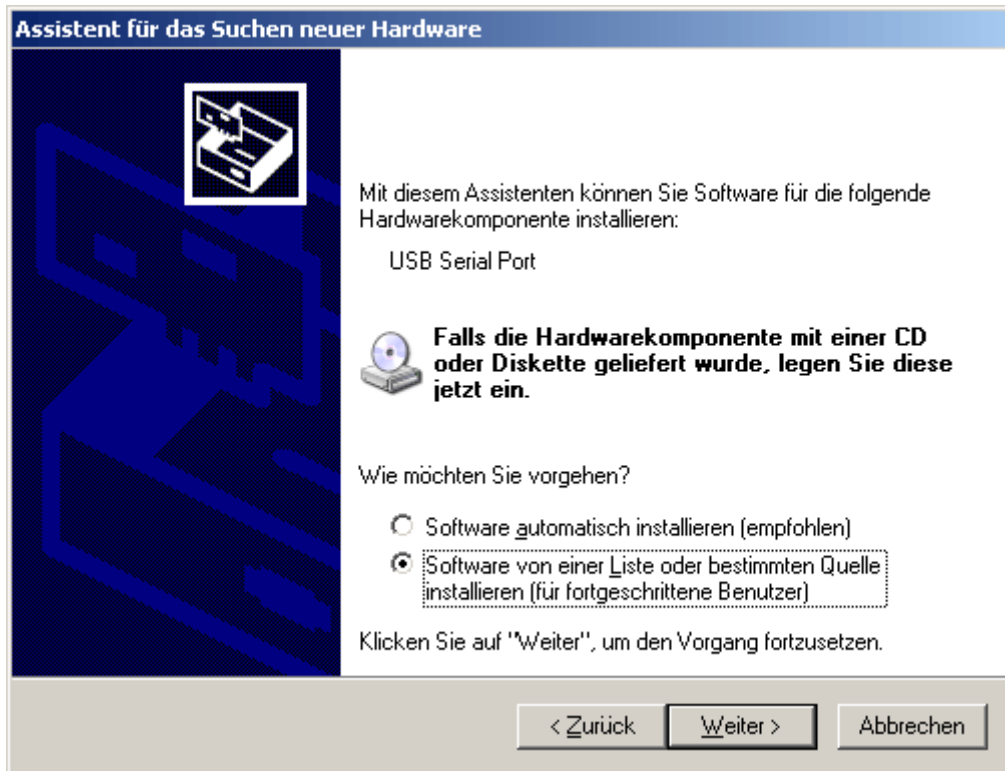 Assistent für das Suchen neuer Hardware
Mit diesem Assistenten können Sie Software für die folgende
Hardwarekomponente installieren:
USB Serial Port
Falls die Hardwarekomponente mit einer CD
oder Diskette geliefert wurde, legen Sie diese
jetzt ein.
Wie möchten Sie vorgehen?
Software automatisch installieren (empfohlen)
Software von einer Liste oder bestimmten Quelle
installieren (für fortgeschrittene Benutzer)
Klicken Sie auf "Weiter", um den Vorgang fortzusetzen.
< Zurück Weiter > Abbrechen